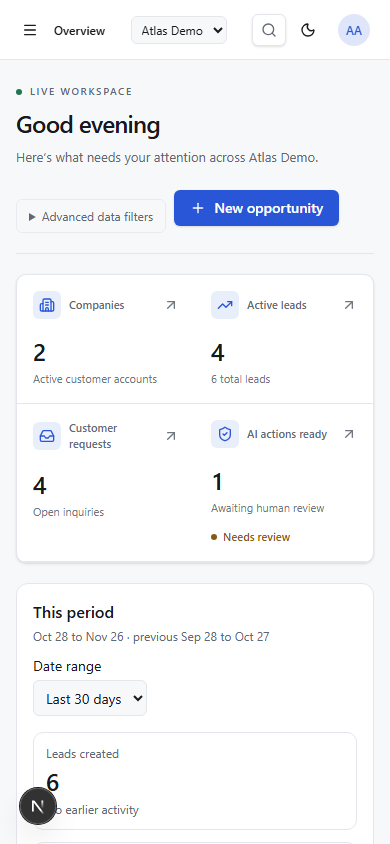 Overview
Atlas Demo
AA
LIVE WORKSPACE
Good evening
Here's what needs your attention across Atlas Demo.
Advanced data filters
New opportunity
Companies
2
Active customer accounts
Active leads
4
6 total leads
Customer
requests
4
Open inquiries
AI actions ready
1
Awaiting human review
Needs review
This period
Oct 28 to Nov 26 · previous Sep 28 to Oct 27
Date range
Last 30 days
Leads created
6
earlier activity
N